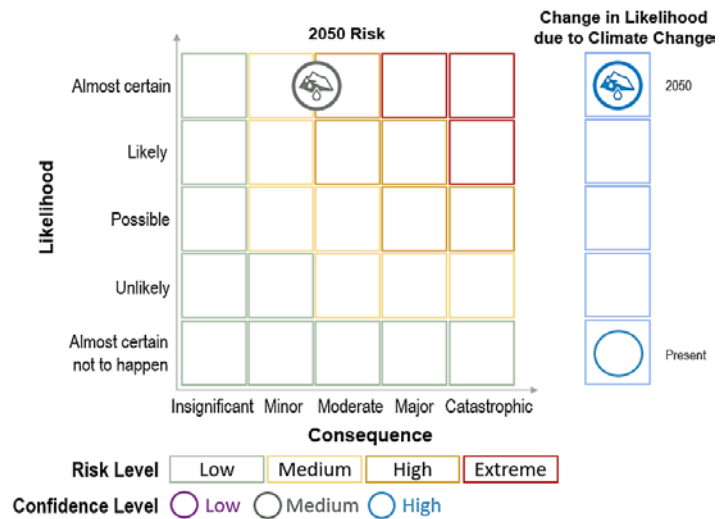 2050 Risk
Change in Likelihood
due to Climate Change
Almost certain
2050
Likely
Possible
Unlikely
Almost certain
not to happen
Present
Likelihood
Insignificant Minor Moderate Major Catastrophic
Consequence
Risk Level Low Medium High Extreme
Confidence Level Low Medium High